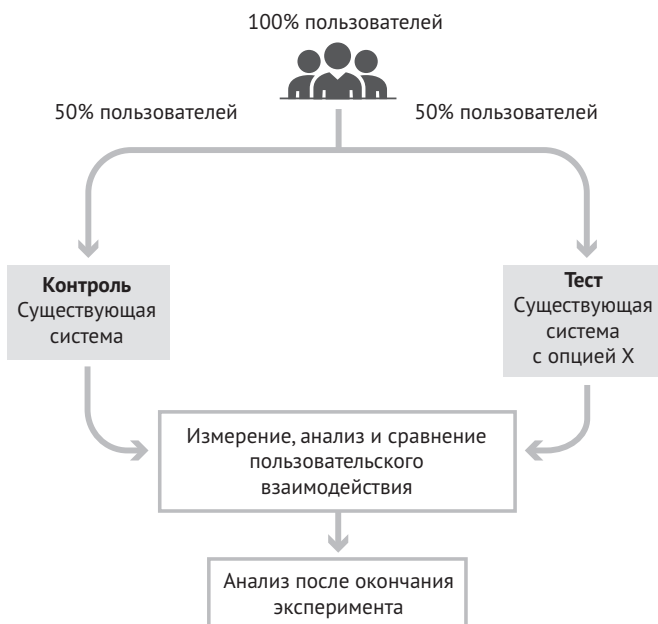 100% пользователей
50% пользователей
50% пользователей
Контроль
Существующая
система
Тест
Существующая
система
с опцией X
Измерение, анализ и сравнение
пользовательского
взаимодействия
Анализ после окончания
эксперимента